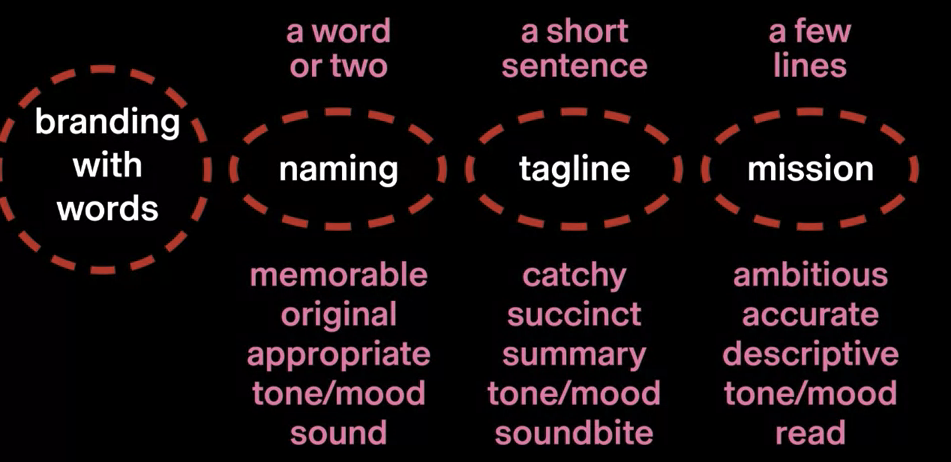 branding
with
words
a word
or two
naming
memorable
original
appropriate
tone/mood
sound
a short
sentence
tagline
catchy
succinct
summary
tone/mood
soundbite
a few
lines
mission
ambitious
accurate
descriptive
tone/mood
read